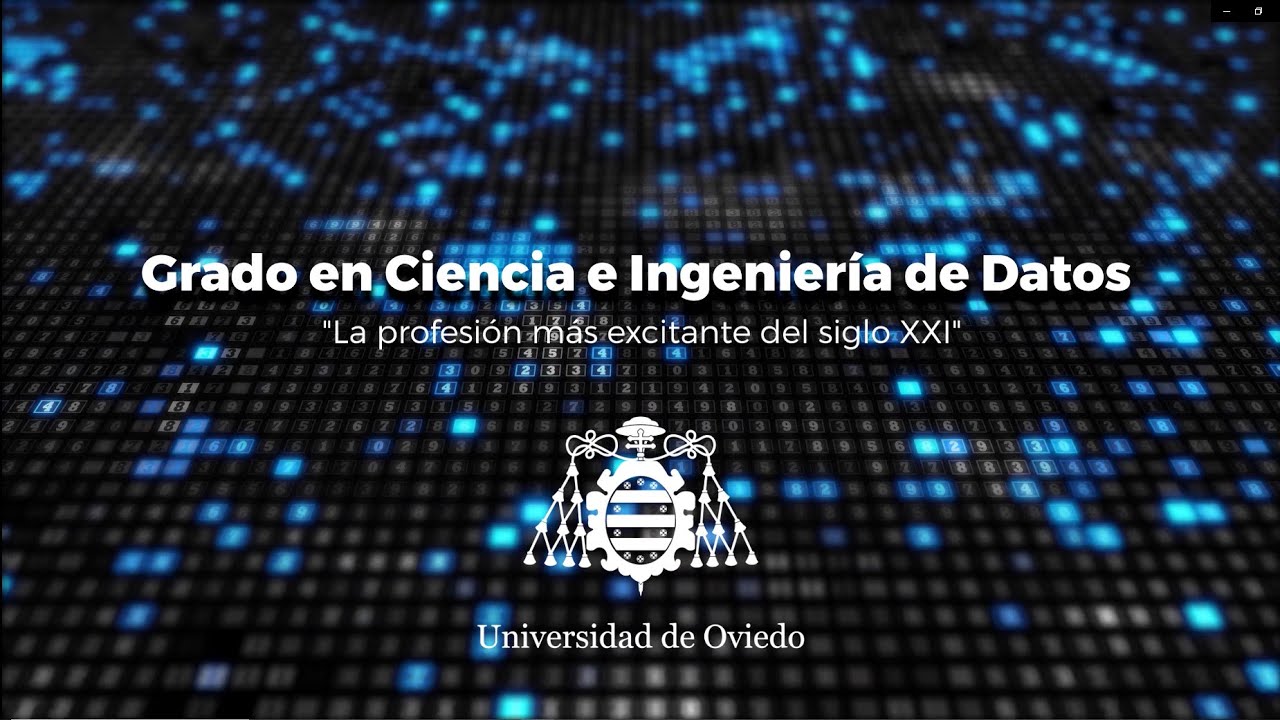 Grado en Ciencia e Ingeniería de Datos
"La profesión más excitante del siglo XXI"
Universidad de Oviedo